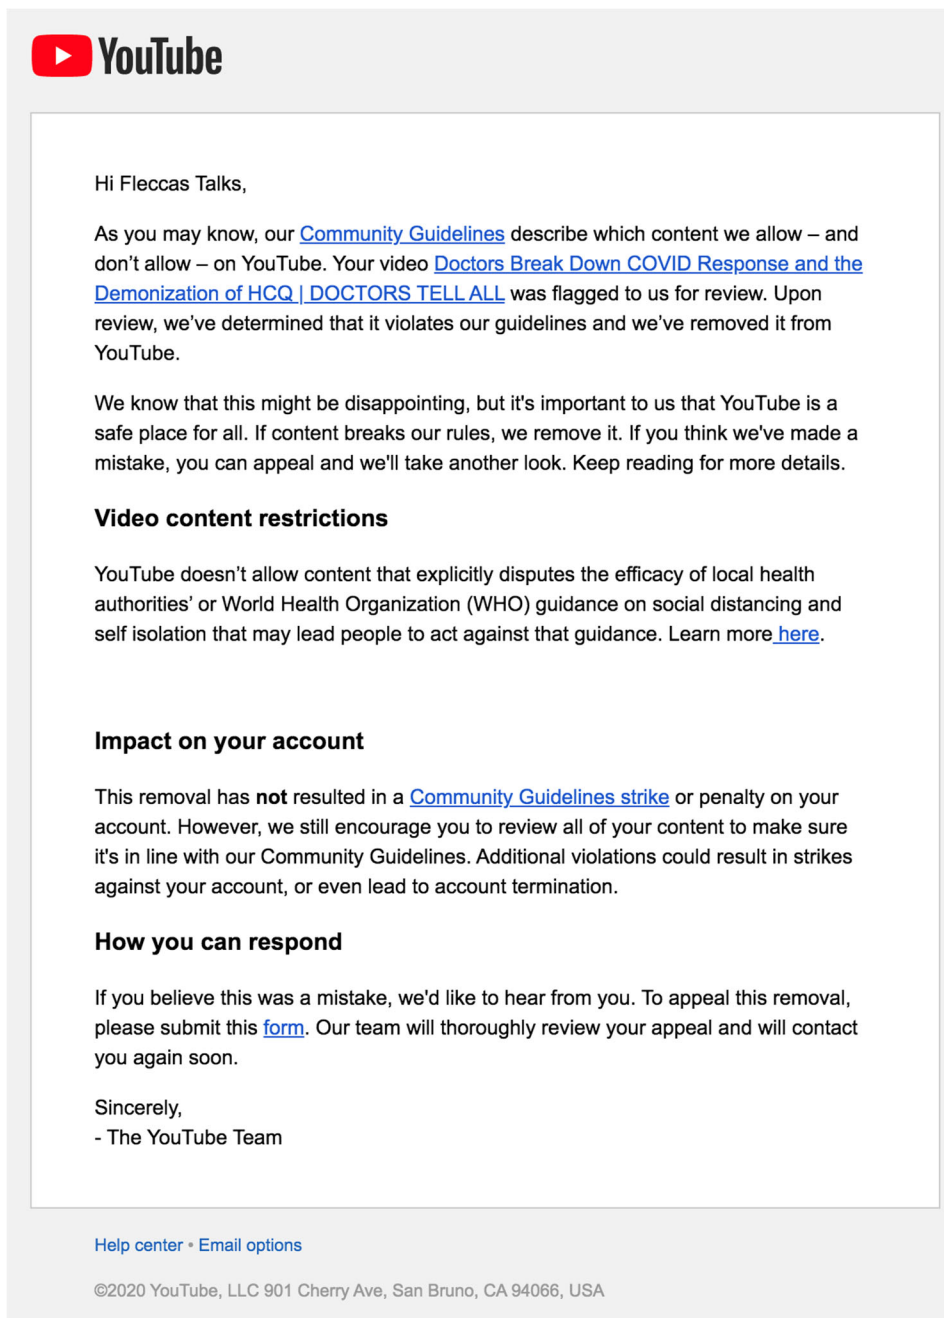 YouTube
Hi Fleccas Talks,
As you may know, our Community Guidelines describe which content we allow – and
don’t allow – on YouTube. Your video Doctors Break Down COVID Response and the
Demonization of HCQ | DOCTORS TELL ALL was flagged to us for review. Upon
review, we’ve determined that it violates our guidelines and we’ve removed it from
YouTube.
We know that this might be disappointing, but it's important to us that YouTube is a
safe place for all. If content breaks our rules, we remove it. If you think we've made a
mistake, you can appeal and we'll take another look. Keep reading for more details.
Video content restrictions
YouTube doesn’t allow content that explicitly disputes the efficacy of local health
authorities’ or World Health Organization (WHO) guidance on social distancing and
self isolation that may lead people to act against that guidance. Learn more here.
Impact on your account
This removal has not resulted in a Community Guidelines strike or penalty on your
account. However, we still encourage you to review all of your content to make sure
it's in line with our Community Guidelines. Additional violations could result in strikes
against your account, or even lead to account termination.
How you can respond
If you believe this was a mistake, we'd like to hear from you. To appeal this removal,
please submit this form. Our team will thoroughly review your appeal and will contact
you again soon.
Sincerely,
- The YouTube Team
Help center • Email options
©2020 YouTube, LLC 901 Cherry Ave, San Bruno, CA 94066, USA